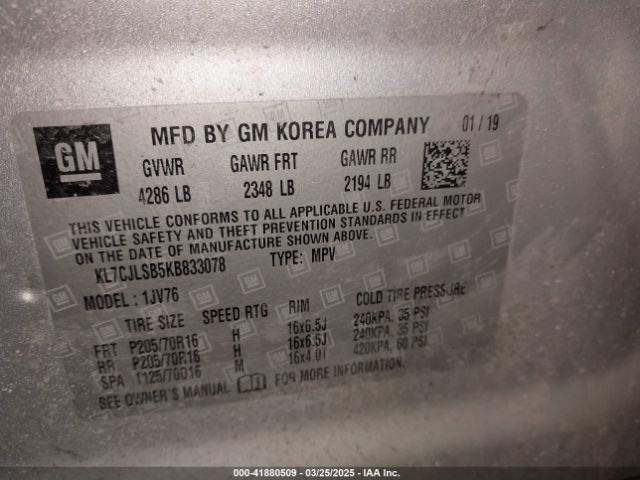 GM
MFD BY GM KOREA COMPANY 01/19
GVWR GAWR FRT GAWR RR
4286 LB 2348 LB 2194 LB
THIS VEHICLE CONFORMS TO ALL APPLICABLE U.S. FEDERAL MOTOR
VEHICLE SAFETY AND THEFT PREVENTION STANDARDS IN EFFECT
ON THE DATE OF MANUFACTURE SHOWN ABOVE.
KL7CJLSB5KB833078 TYPE: MPV
MODEL: 1JV76
TIRE SIZE SPEED RTG RIM COLD TIRE PRESSURE
FRT P205/70R16 H 16x6.5J 240KPA, 35 PSI
RR P205/70R16 H 16x6.5J 240KPA, 35 PSI
SPA T125/70D16 M 16x4.0T 420KPA, 60 PSI
SEE OWNER'S MANUAL FOR MORE INFORMATION
000-41880509 | 03/25/2025 - IAA Inc.